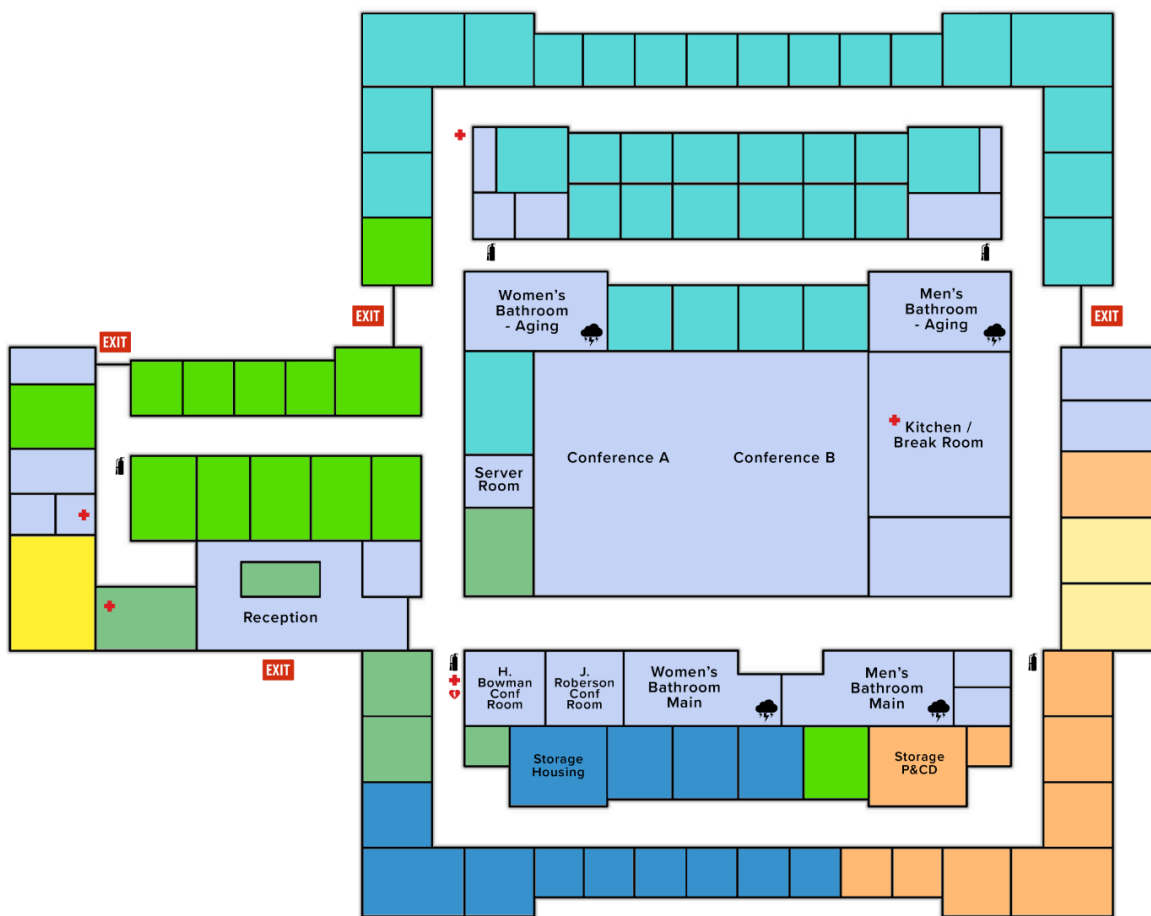 Women's
Bathroom
- Aging
Men's
Bathroom
- Aging
EXIT
EXIT
EXIT
Kitchen /
Break Room
Conference A
Conference B
Server
Room
Reception
EXIT
H.
Bowman
Conf
Room
J.
Roberson
Conf
Room
Women's
Bathroom
Main
Men's
Bathroom
Main
Storage
Housing
Storage
P&CD